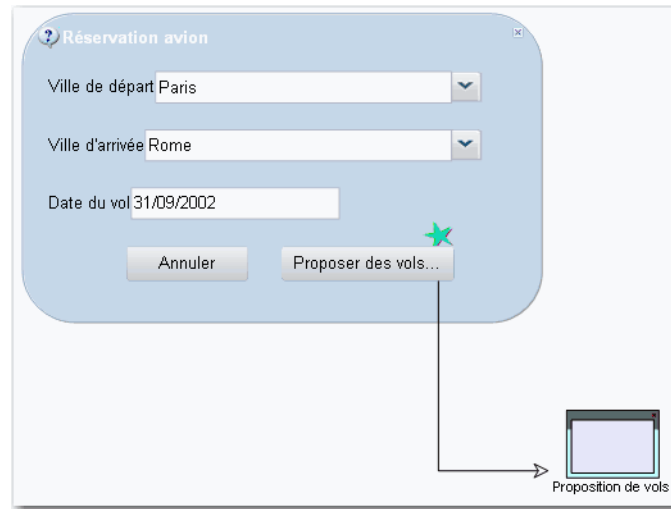 Réservation avion
Ville de départ Paris
Ville d'arrivée Rome
Date du vol 31/09/2002
Annuler Proposer des vols...
Proposition de vols